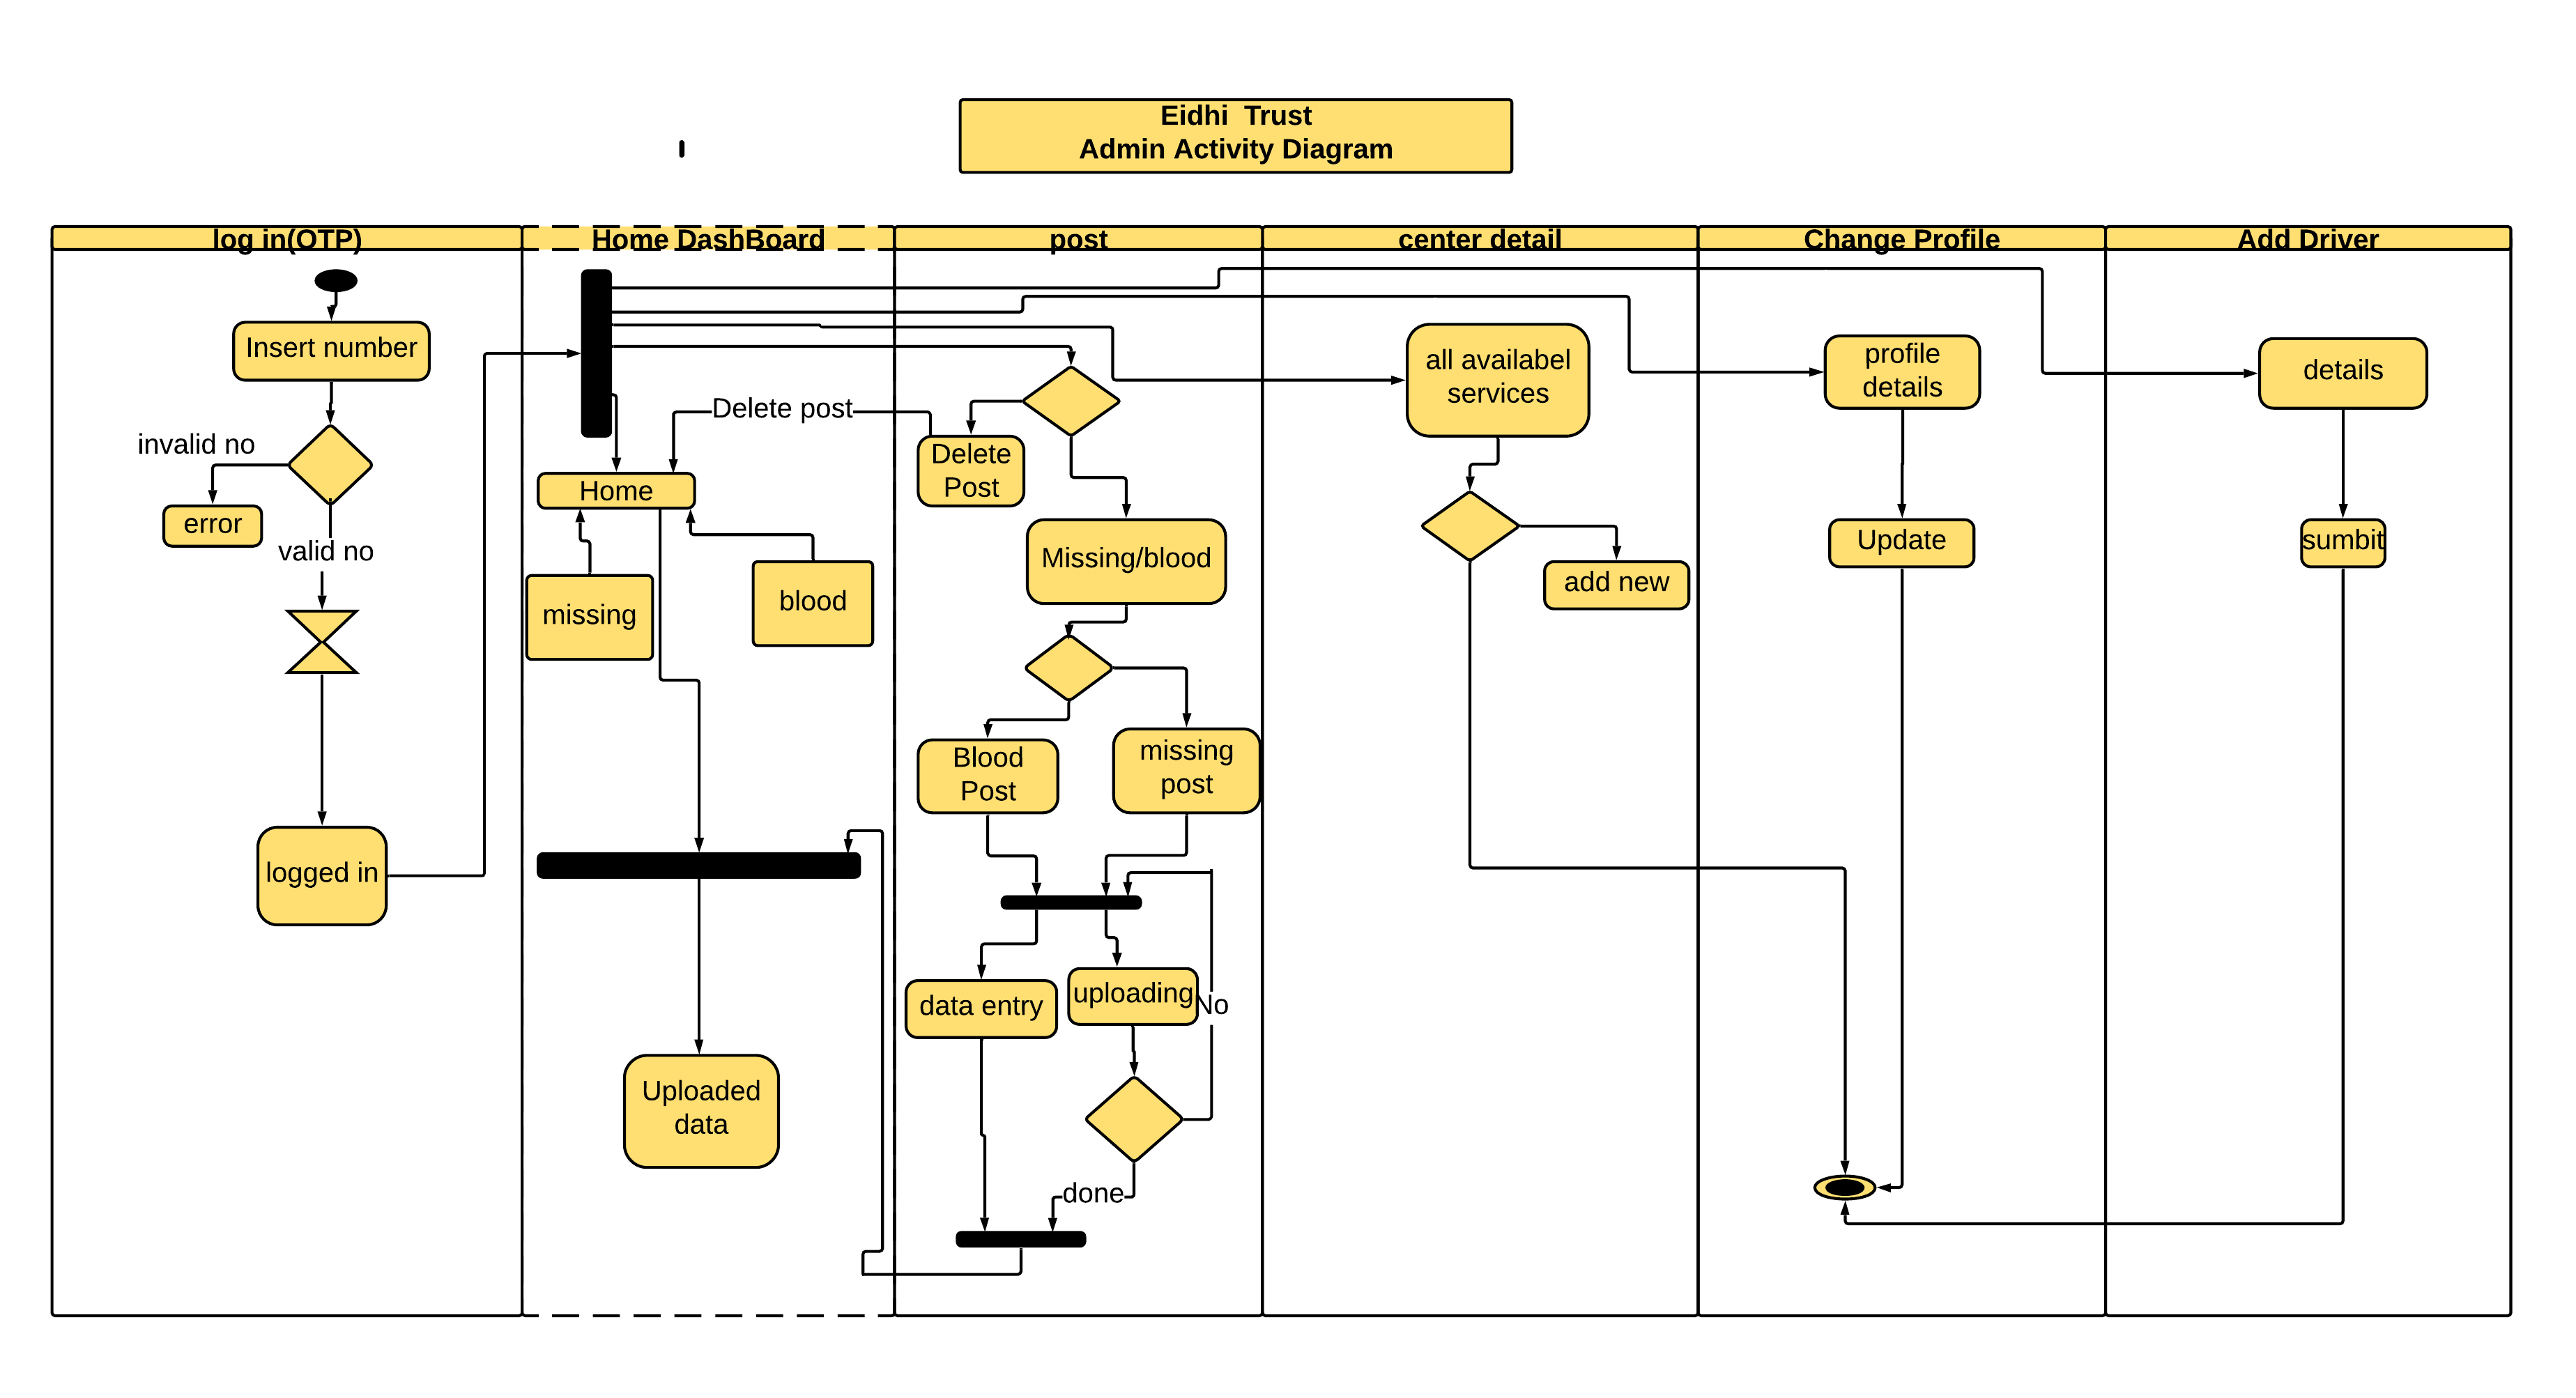 Eidhi  Trust
Admin Activity Diagram
log in(OTP)
Home DashBoard
post
center detail
Change Profile
Add Driver
Insert number
invalid no
error
valid no
logged in
Delete post
Home
missing
blood
Uploaded
data
Delete
Post
Missing/blood
Blood
Post
missing
post
data entry
uploading
No
done
all availabel
services
add new
profile
details
Update
details
sumbit